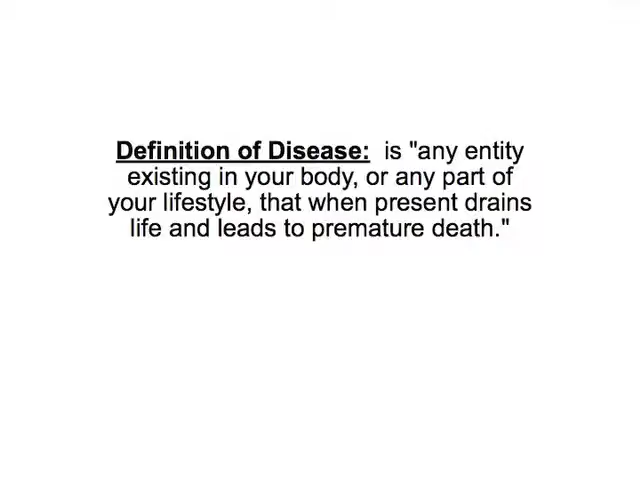 Definition of Disease:  is "any entity
existing in your body, or any part of
your lifestyle, that when present drains
life and leads to premature death."